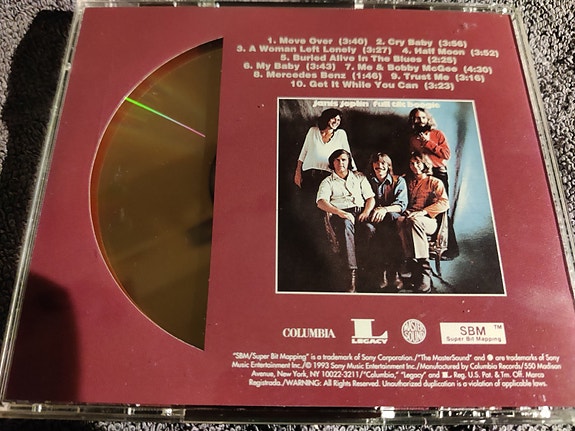 1. Move Over (3:40) 2. Cry Baby (3:56)
3. A Woman Left Lonely (3:27) 4. Half Moon (3:52)
5. Buried Alive In The Blues (2:25)
6. My Baby (3:43) 7. Me & Bobby McGee (4:30)
8. Mercedes Benz (1:46) 9. Trust Me (3:16)
10. Get It While You Can (3:23)
janis joplin full tilt boogie
COLUMBIA
L
LEGACY
MASTER
SOUND
SBM™
Super Bit Mapping
"SBM/Super Bit Mapping" is a trademark of Sony Corporation./"The MasterSound" and are trademarks of Sony
Music Entertainment Inc./© 1993 Sony Music Entertainment Inc./Manufactured by Columbia Records/550 Madison
Avenue, New York, NY 10022-3211/"Columbia," "Legacy" and L Reg. U.S. Pat. & Tm. Off. Marca
Registrada./WARNING: All Rights Reserved. Unauthorized duplication is a violation of applicable laws.